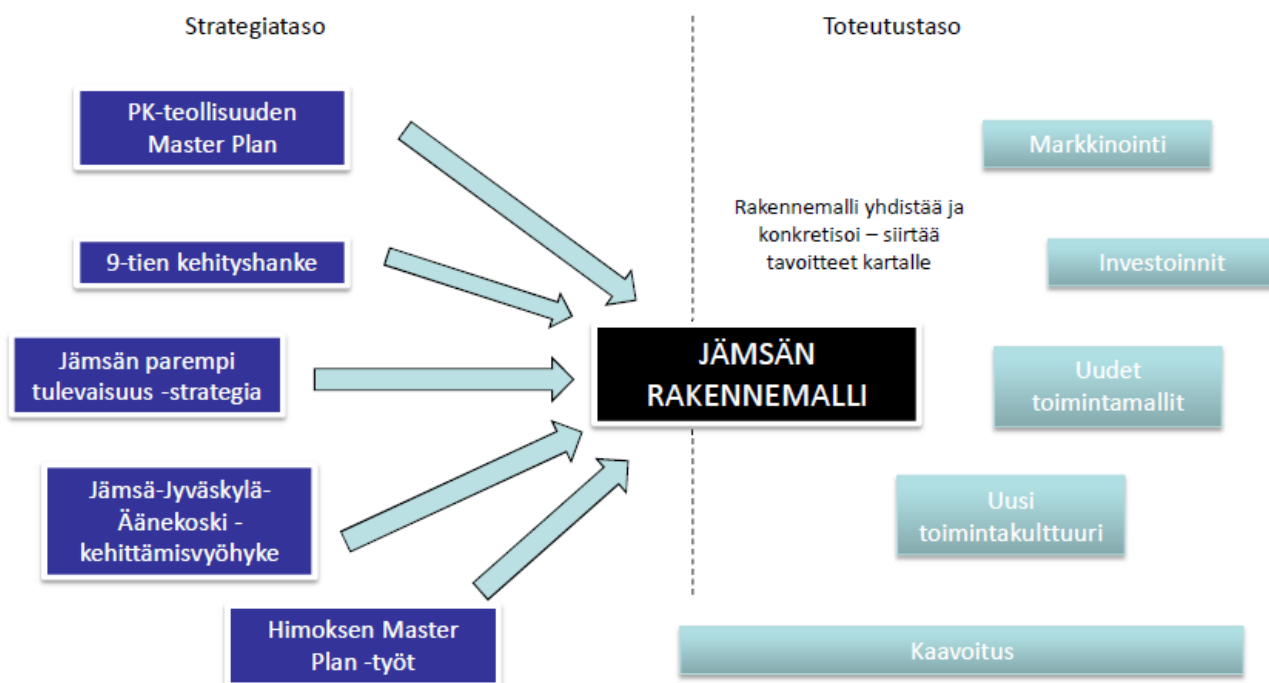 Strategiataso
Toteutustaso
PK-teollisuuden
Master Plan
9-tien kehityshanke
Jämsän parempi
tulevaisuus -strategia
Jämsä-Jyväskylä-
Äänekoski -
kehittämisvyöhyke
Himoksen Master
Plan -työt
JÄMSÄN
RAKENNEMALLI
Rakennemalli yhdistää ja
konkretisoi – siirtää
tavoitteet kartalle
Markkinointi
Investoinnit
Uudet
toimintamallit
Uusi
toimintakulttuuri
Kaavoitus